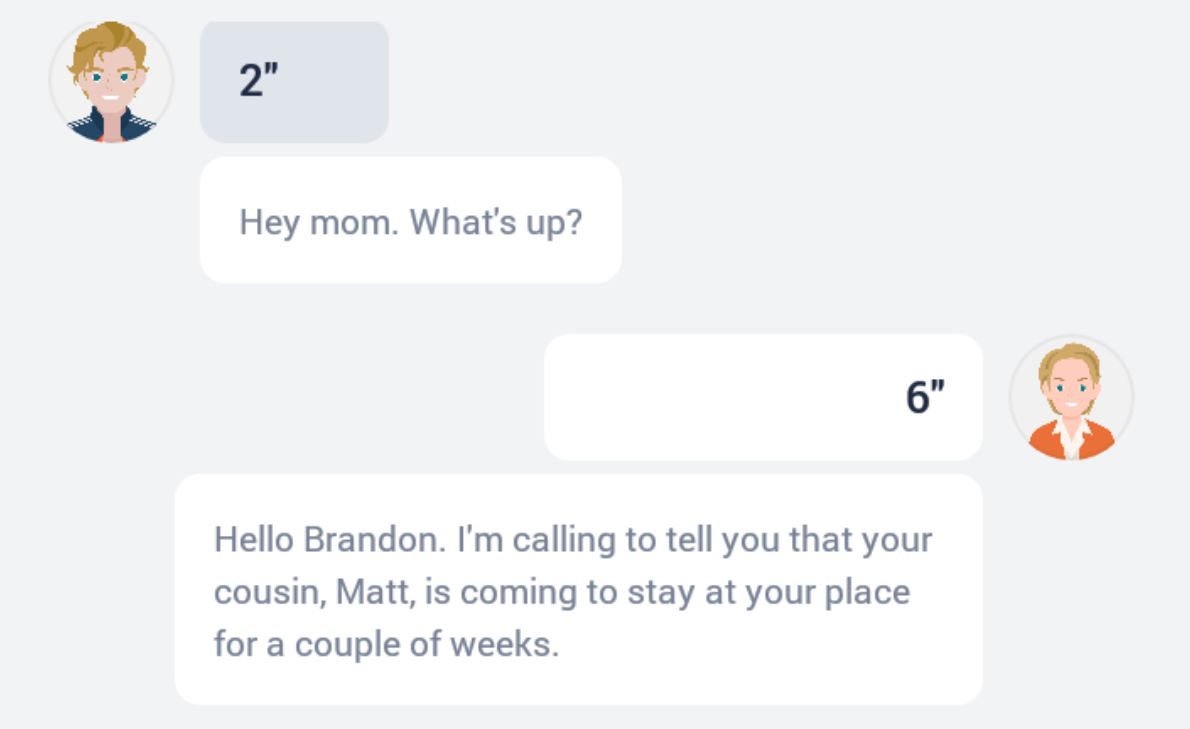 2"
Hey mom. What's up?
6"
Hello Brandon. I'm calling to tell you that your
cousin, Matt, is coming to stay at your place
for a couple of weeks.